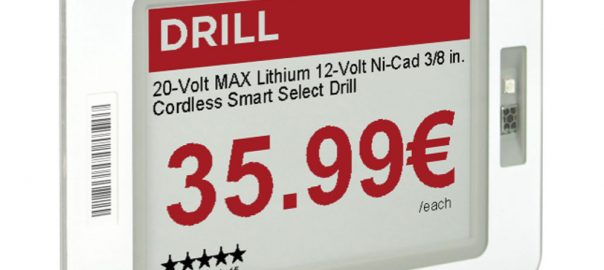 DRILL
20-Volt MAX Lithium 12-Volt Ni-Cad 3/8 in.
Cordless Smart Select Drill
35.99€
/each
★★★★★